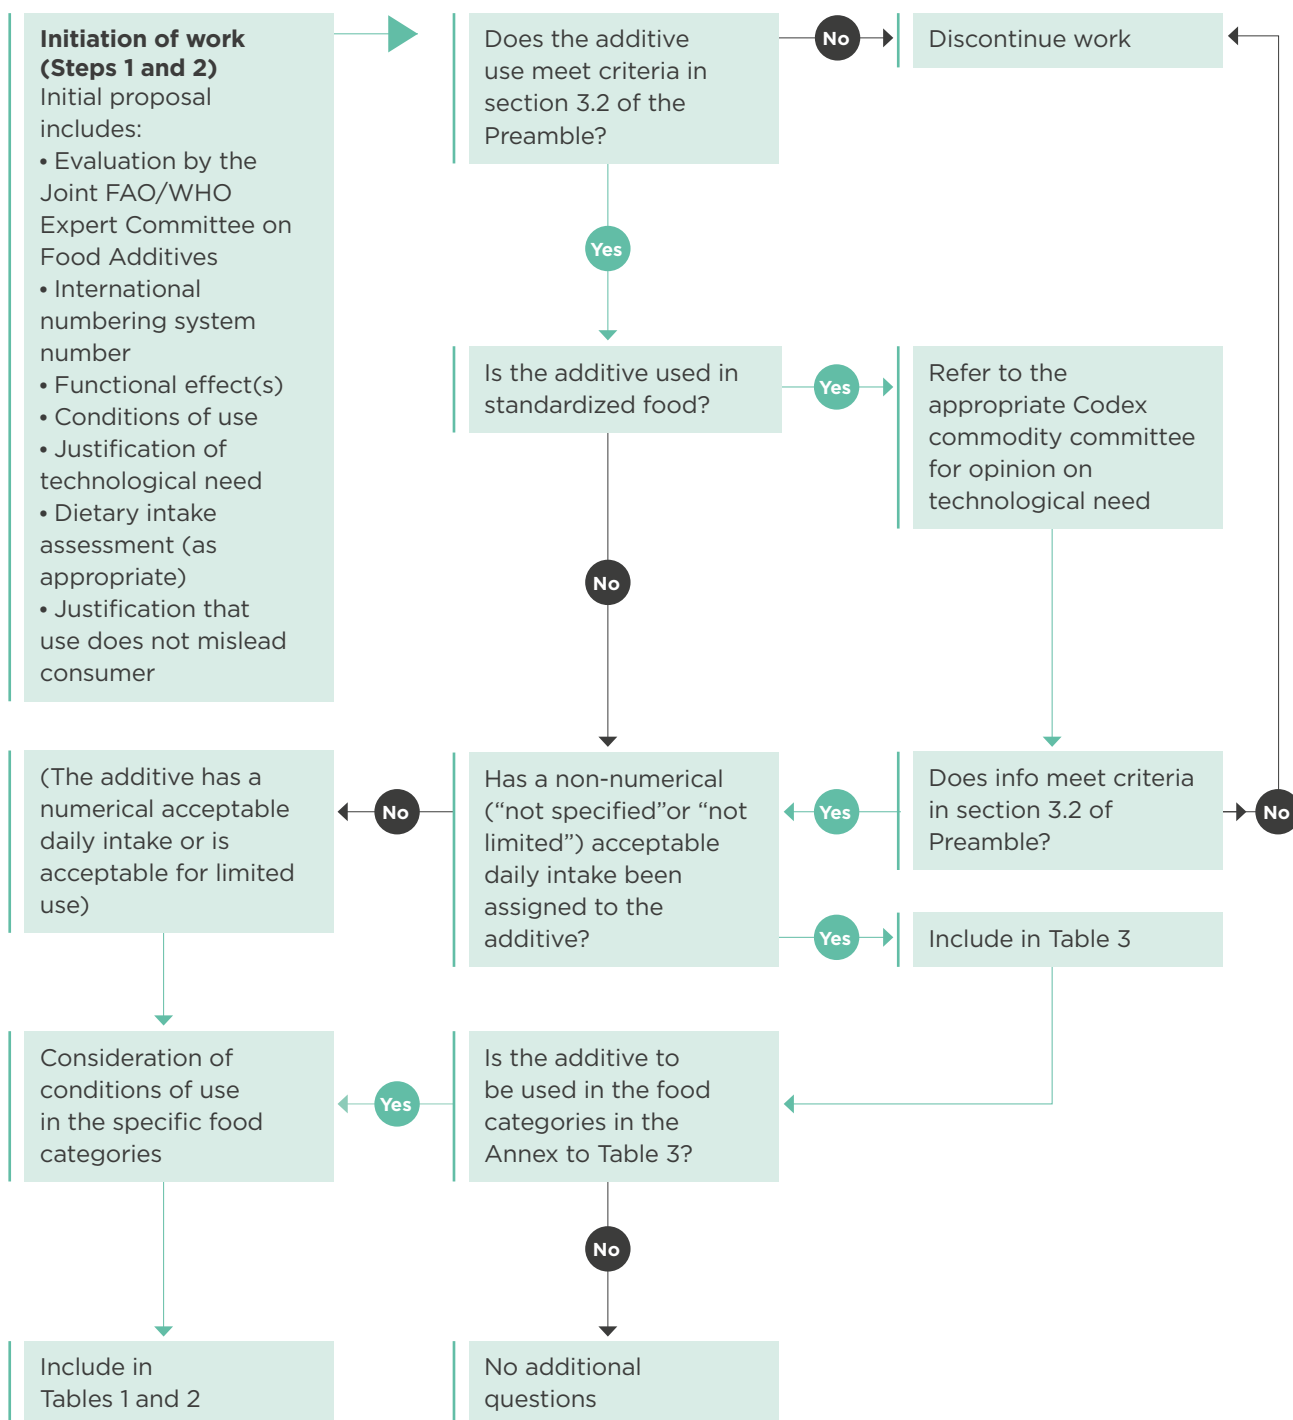 Initiation of work
(Steps 1 and 2)
Initial proposal
includes:
• Evaluation by the
Joint FAO/WHO
Expert Committee on
Food Additives
• International
numbering system
number
• Functional effect(s)
• Conditions of use
• Justification of
technological need
• Dietary intake
assessment (as
appropriate)
• Justification that
use does not mislead
consumer
Does the additive
use meet criteria in
section 3.2 of the
Preamble?
No
Discontinue work
Yes
Is the additive used in
standardized food?
Yes
Refer to the
appropriate Codex
commodity committee
for opinion on
technological need
No
(The additive has a
numerical acceptable
daily intake or is
acceptable for limited
use)
No
Has a non-numerical
(“not specified”or “not
limited”) acceptable
daily intake been
assigned to the
additive?
Yes
Does info meet criteria
in section 3.2 of
Preamble?
No
Yes
Include in Table 3
Consideration of
conditions of use
in the specific food
categories
Yes
Is the additive to
be used in the food
categories in the
Annex to Table 3?
No
Include in
Tables 1 and 2
No additional
questions